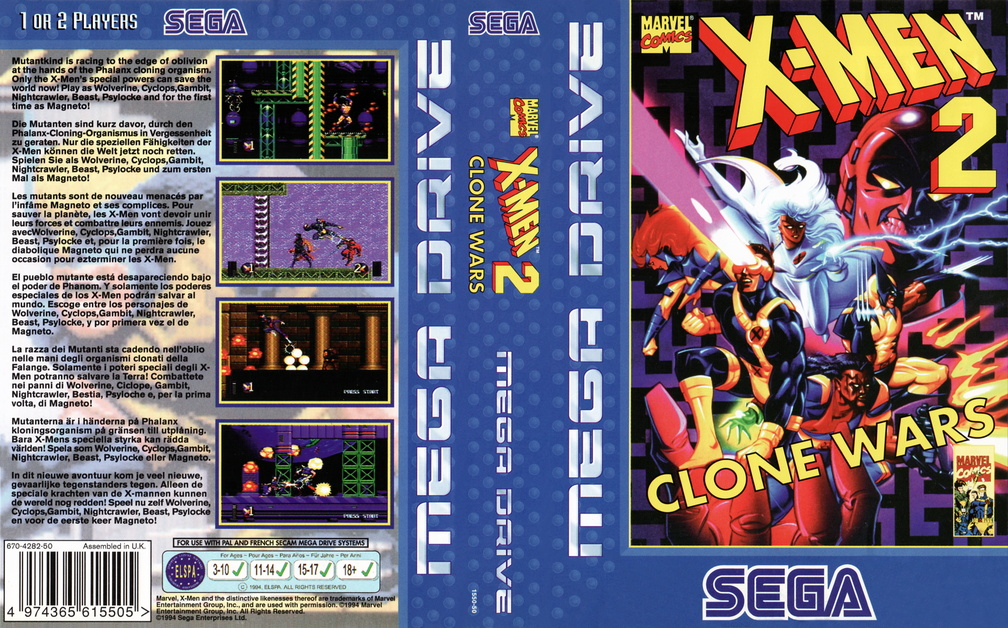 1 OR 2 PLAYERS
SEGA
Mutantkind is racing to the edge of oblivion
at the hands of the Phalanx cloning organism.
Only the X-Men's special powers can save the
world now! Play as Wolverine, Cyclops,Gambit,
Nightcrawler, Beast, Psylocke and for the first
time as Magneto!
Die Mutanten sind kurz davor, durch den
Phalanx-Cloning-Organismus in Vergessenheit
zu geraten. Nur die speziellen Fähigkeiten der
X-Men können die Welt jetzt noch retten.
Spielen Sie als Wolverine, Cyclops,Gambit,
Nightcrawler, Beast, Psylocke und zum ersten
Mal als Magneto!
Les mutants sont de nouveau menacés par
l'infâme Magneto et ses complices. Pour
sauver la planète, les X-Men vont devoir unir
leurs forces et combattre leurs ennemis. Jouez
avecWolverine, Cyclops,Gambit, Nightcrawler,
Beast, Psylocke et, pour la première fois, le
diabolique Magneto qui ne perdra aucune
occasion pour ezterminer les X-Men.
El pueblo mutante está desapareciendo bajo
el poder de Phanom. Y solamente los poderes
especiales de los X-Men podrán salvar al
mundo. Escoge entre los personajes de
Wolverine, Cyclops,Gambit, Nightcrawler,
Beast, Psylocke, y por primera vez el de
Magneto.
La razza dei Mutanti sta cadendo nell'oblio
nelle mani degli organismi clonati della
Falange. Solamente i poteri speciali degli X-
Men potranno salvare la Terra! Combattete
nei panni di Wolverine, Ciclope, Gambit,
Nightcrawler, Bestia, Psyloche e, per la prima
volta, di Magneto!
Mutanterna är i händerna på Phalanx
kloningsorganism på gränsen till utplåning.
Bara X-Mens speciella styrka kan rädda
världen! Spela som Wolverine, Cyclops,Gambit,
Nightcrawler, Beast, Psylocke eller Magneto.
In dit nieuwe avontuur kom je veel nieuwe,
gevaarlijke tegenstanders tegen. Alleen de
speciale krachten van de X-mannen kunnen
de wereld nog redden! Speel nu zelf Wolverine,
Cyclops,Gambit, Nightcrawler, Beast, Psylocke
en voor de eerste keer Magneto!
PRESS START
PRESS START
670-4282-50 Assembled in U.K.
4 974365 615505 >
FOR USE WITH PAL AND FRENCH SECAM MEGA DRIVE SYSTEMS
For Ages – Pour Ages – Para Años – Für Jahre – Per Anni
ELSPA 3-10 11-14 15-17 18+
© 1994, ELSPA. ALL RIGHTS RESERVED
Marvel, X-Men and the distinctive likenesses thereof are trademarks of Marvel
Entertainment Group, Inc., and are used with permission. ©1994 Marvel
Entertainment Group, Inc. All Rights Reserved.
©1994 Sega Enterprises Ltd.
MEGA DRIVE
SEGA
MARVEL
COMICS
X-MEN 2
CLONE WARS
MEGA DRIVE
1550-50
MEGA DRIVE
MARVEL
COMICS
X-MEN
TM
2
CLONE WARS
MARVEL
COMICS
SEGA